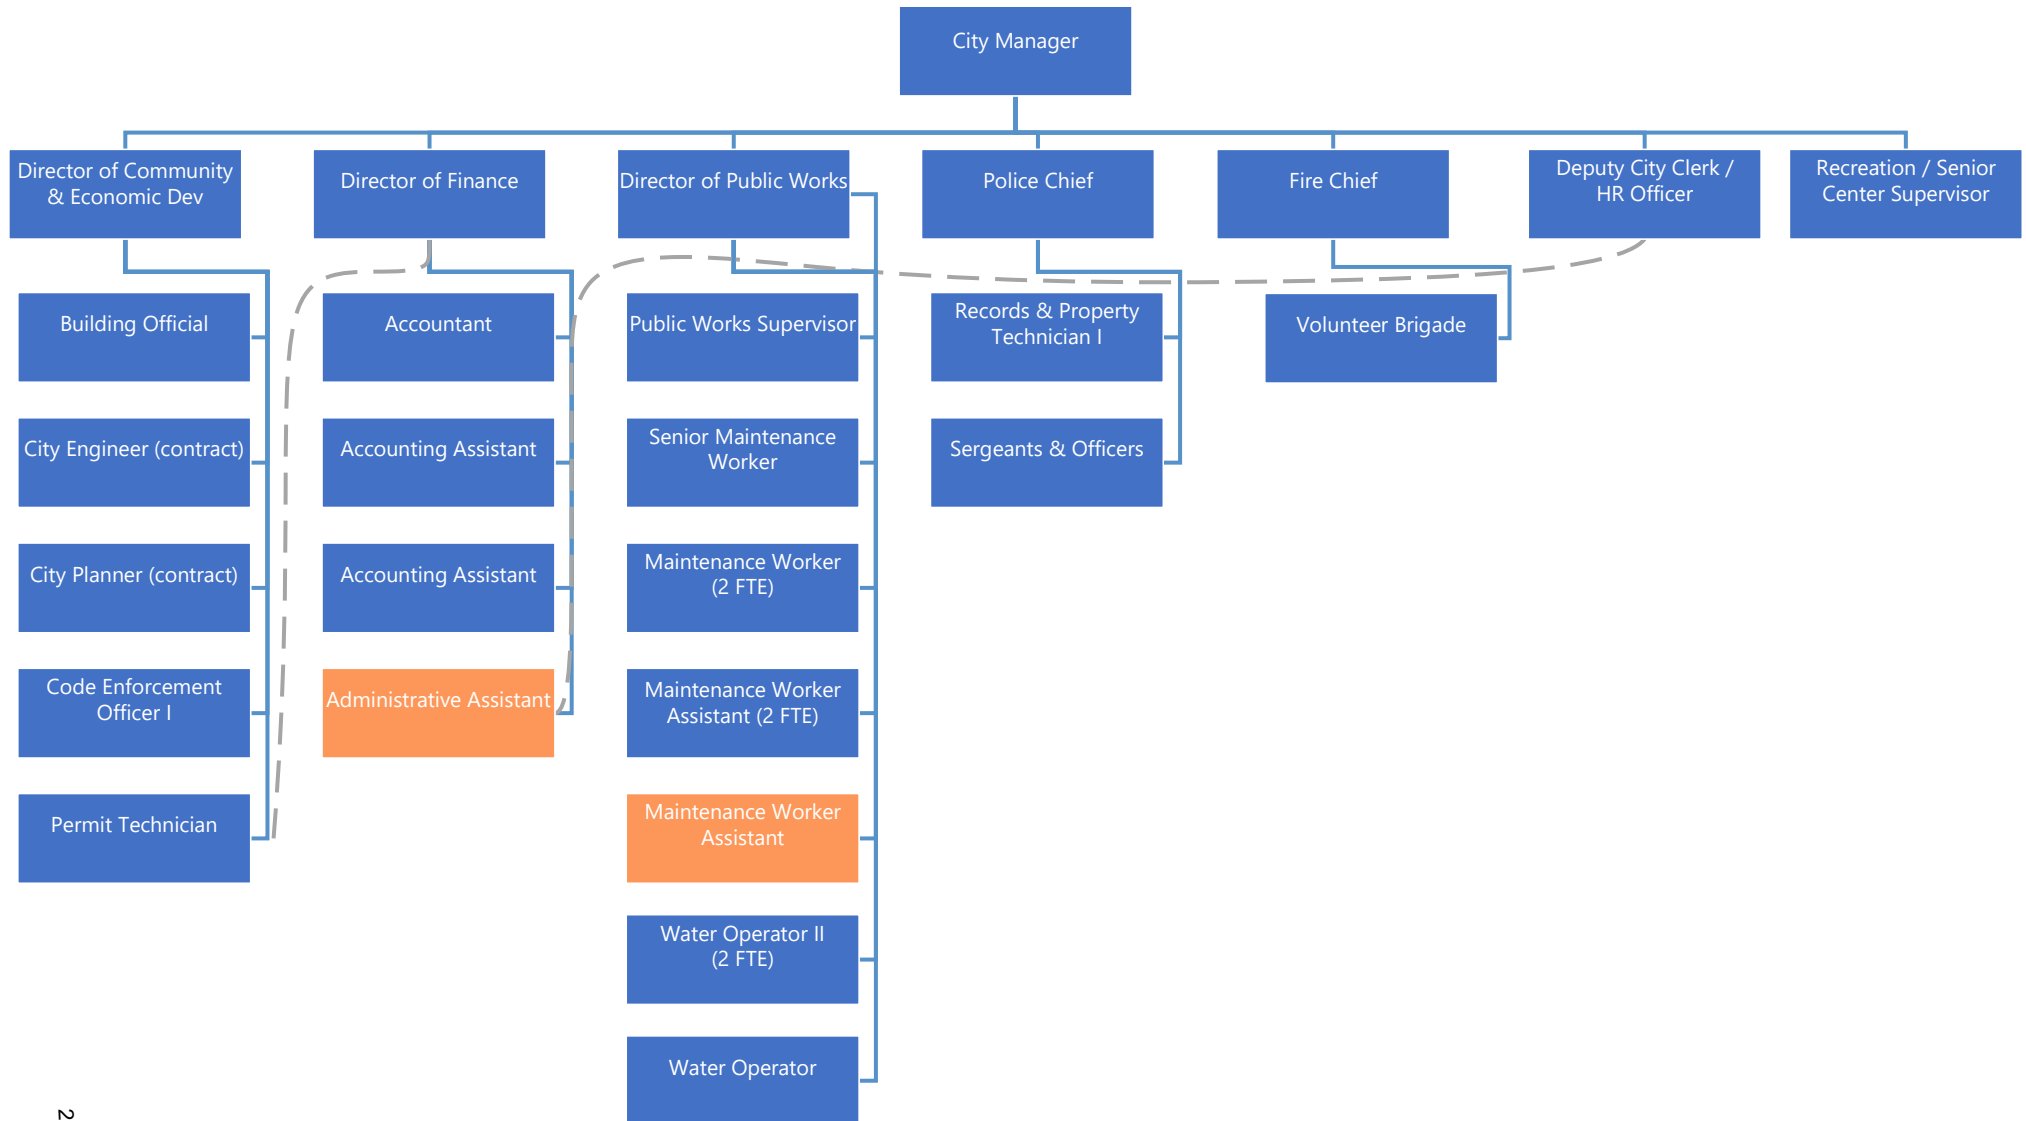 City Manager
Director of Community
& Economic Dev
Director of Finance
Director of Public Works
Police Chief
Fire Chief
Deputy City Clerk /
HR Officer
Recreation / Senior
Center Supervisor
Building Official
City Engineer (contract)
City Planner (contract)
Code Enforcement
Officer I
Permit Technician
Accountant
Accounting Assistant
Accounting Assistant
Administrative Assistant
Public Works Supervisor
Senior Maintenance
Worker
Maintenance Worker
(2 FTE)
Maintenance Worker
Assistant (2 FTE)
Maintenance Worker
Assistant
Water Operator II
(2 FTE)
Water Operator
Records & Property
Technician I
Sergeants & Officers
Volunteer Brigade
2